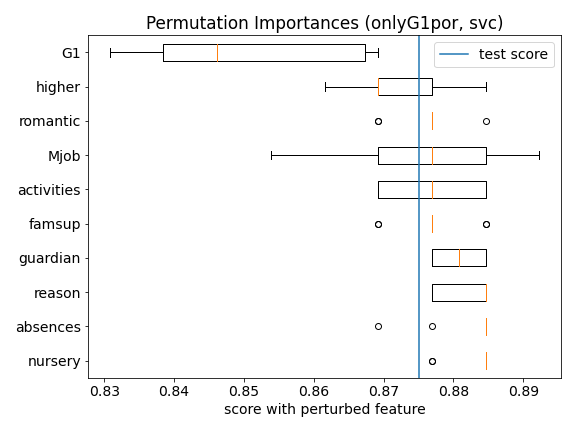 Permutation Importances (onlyG1por, svc)
G1
test score
higher
romantic
Mjob
activities
famsup
guardian
reason
absences
nursery
0.83 0.84 0.85 0.86 0.87 0.88 0.89
score with perturbed feature